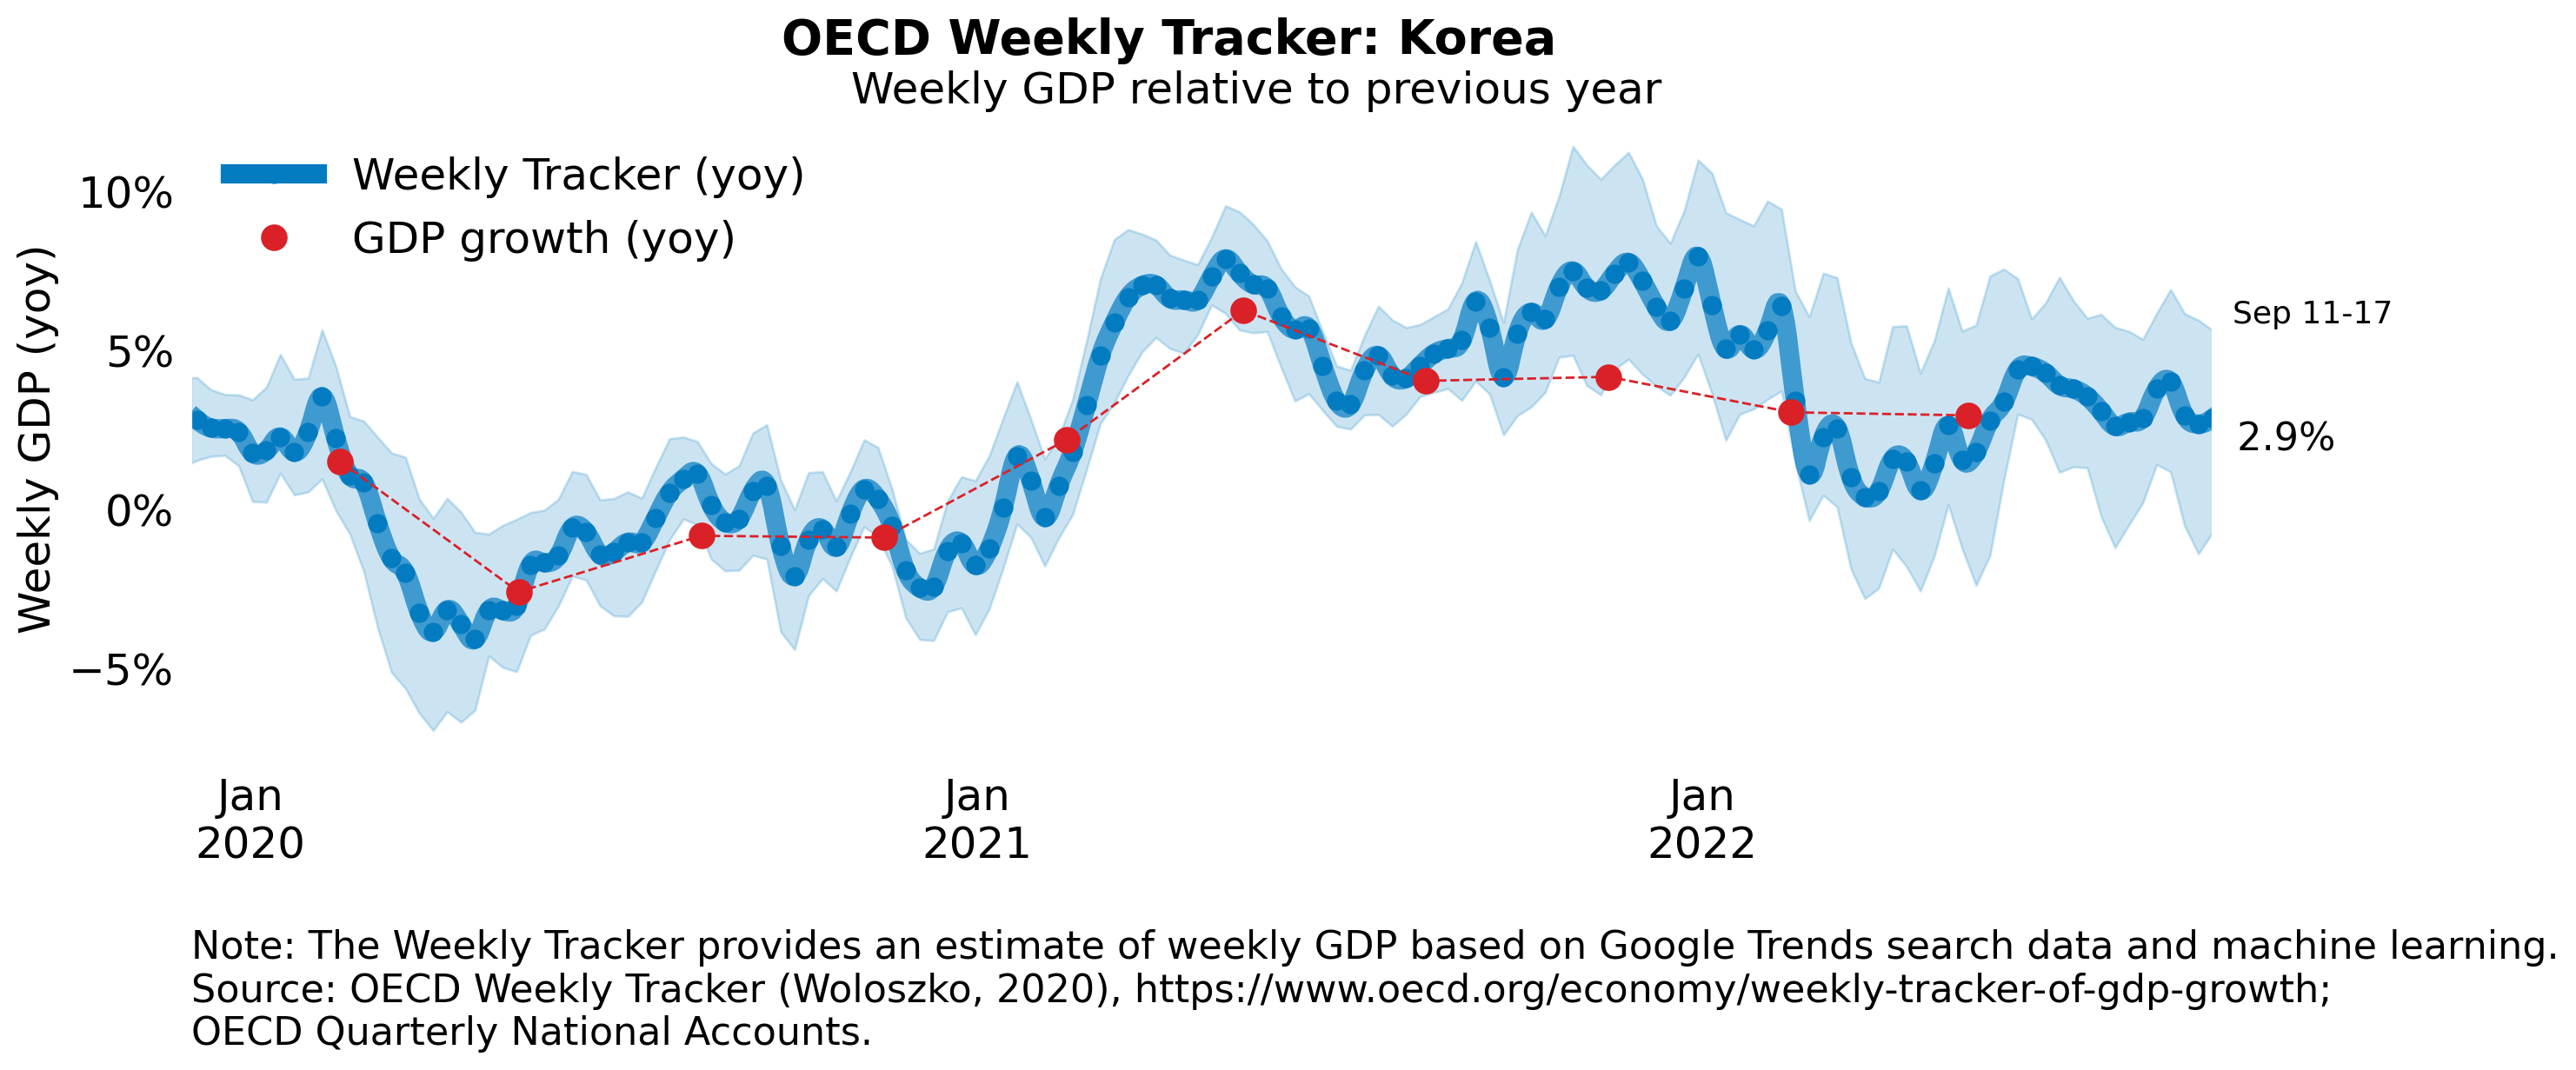 OECD Weekly Tracker: Korea
Weekly GDP relative to previous year
Weekly Tracker (yoy)
GDP growth (yoy)
Weekly GDP (yoy)
10%
5%
0%
−5%
Sep 11-17
2.9%
Jan
2020
Jan
2021
Jan
2022
Note: The Weekly Tracker provides an estimate of weekly GDP based on Google Trends search data and machine learning.
Source: OECD Weekly Tracker (Woloszko, 2020), https://www.oecd.org/economy/weekly-tracker-of-gdp-growth;
OECD Quarterly National Accounts.